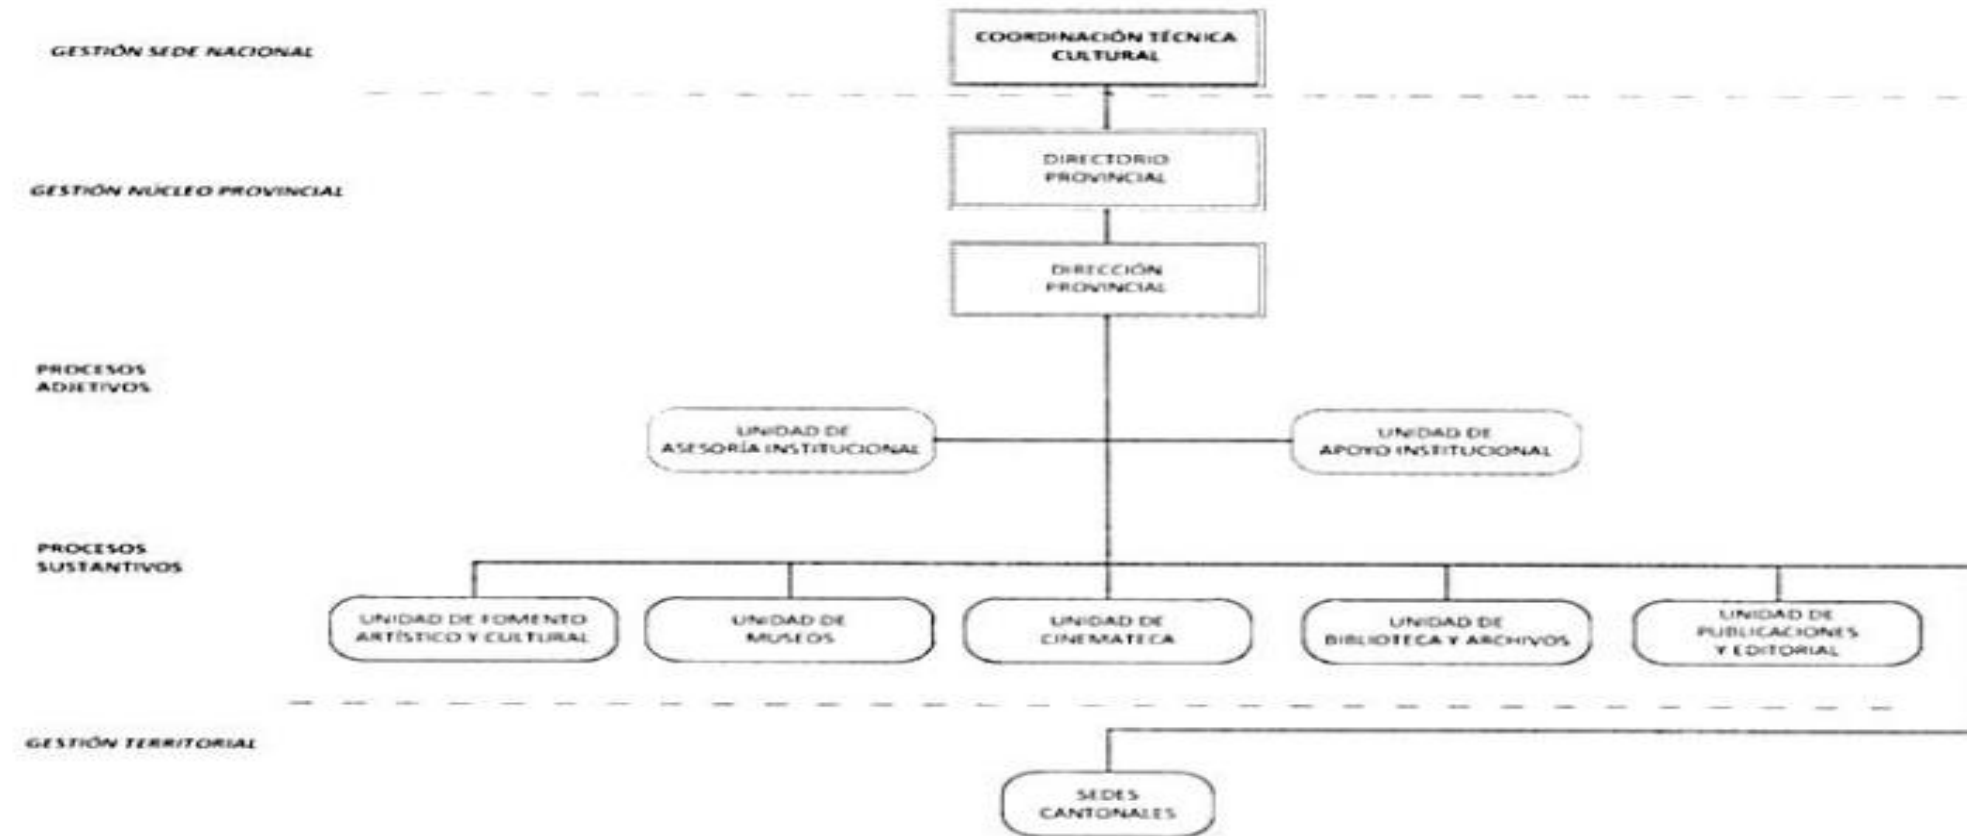 GESTIÓN SEDE NACIONAL
COORDINACIÓN TÉCNICA
CULTURAL
GESTIÓN NÚCLEO PROVINCIAL
DIRECTORIO
PROVINCIAL
DIRECCIÓN
PROVINCIAL
PROCESOS
ADJETIVOS
UNIDAD DE
ASESORÍA INSTITUCIONAL
UNIDAD DE
APOYO INSTITUCIONAL
PROCESOS
SUSTANTIVOS
UNIDAD DE FOMENTO
ARTÍSTICO Y CULTURAL
UNIDAD DE
MUSEOS
UNIDAD DE
CINEMATECA
UNIDAD DE
BIBLIOTECA Y ARCHIVOS
UNIDAD DE
PUBLICACIONES
Y EDITORIAL
GESTIÓN TERRITORIAL
SEDES
CANTONALES